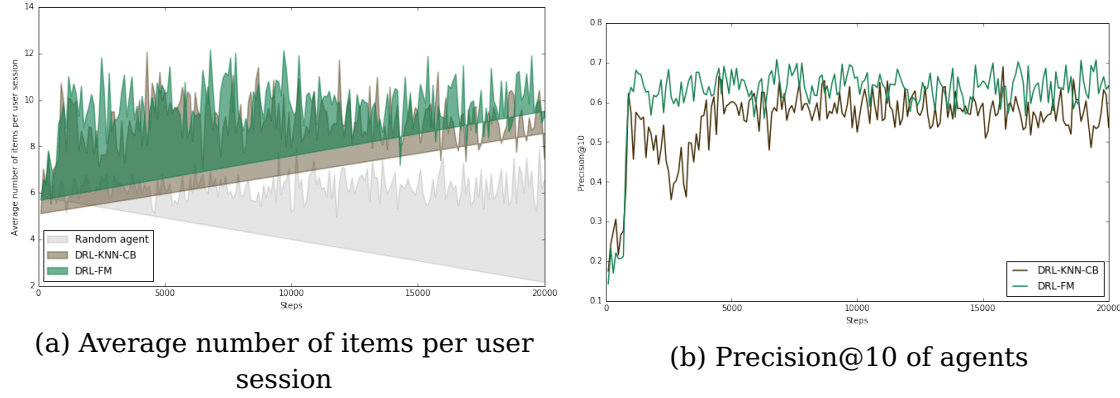 14
12
10
8
6
4
2
Average number of items per user session
Random agent
DRL-KNN-CB
DRL-FM
0
5000
10000
15000
20000
Steps
(a) Average number of items per user
session
0.8
0.7
0.6
0.5
0.4
0.3
0.2
0.1
Precision@10
DRL-KNN-CB
DRL-FM
0
5000
10000
15000
20000
Steps
(b) Precision@10 of agents